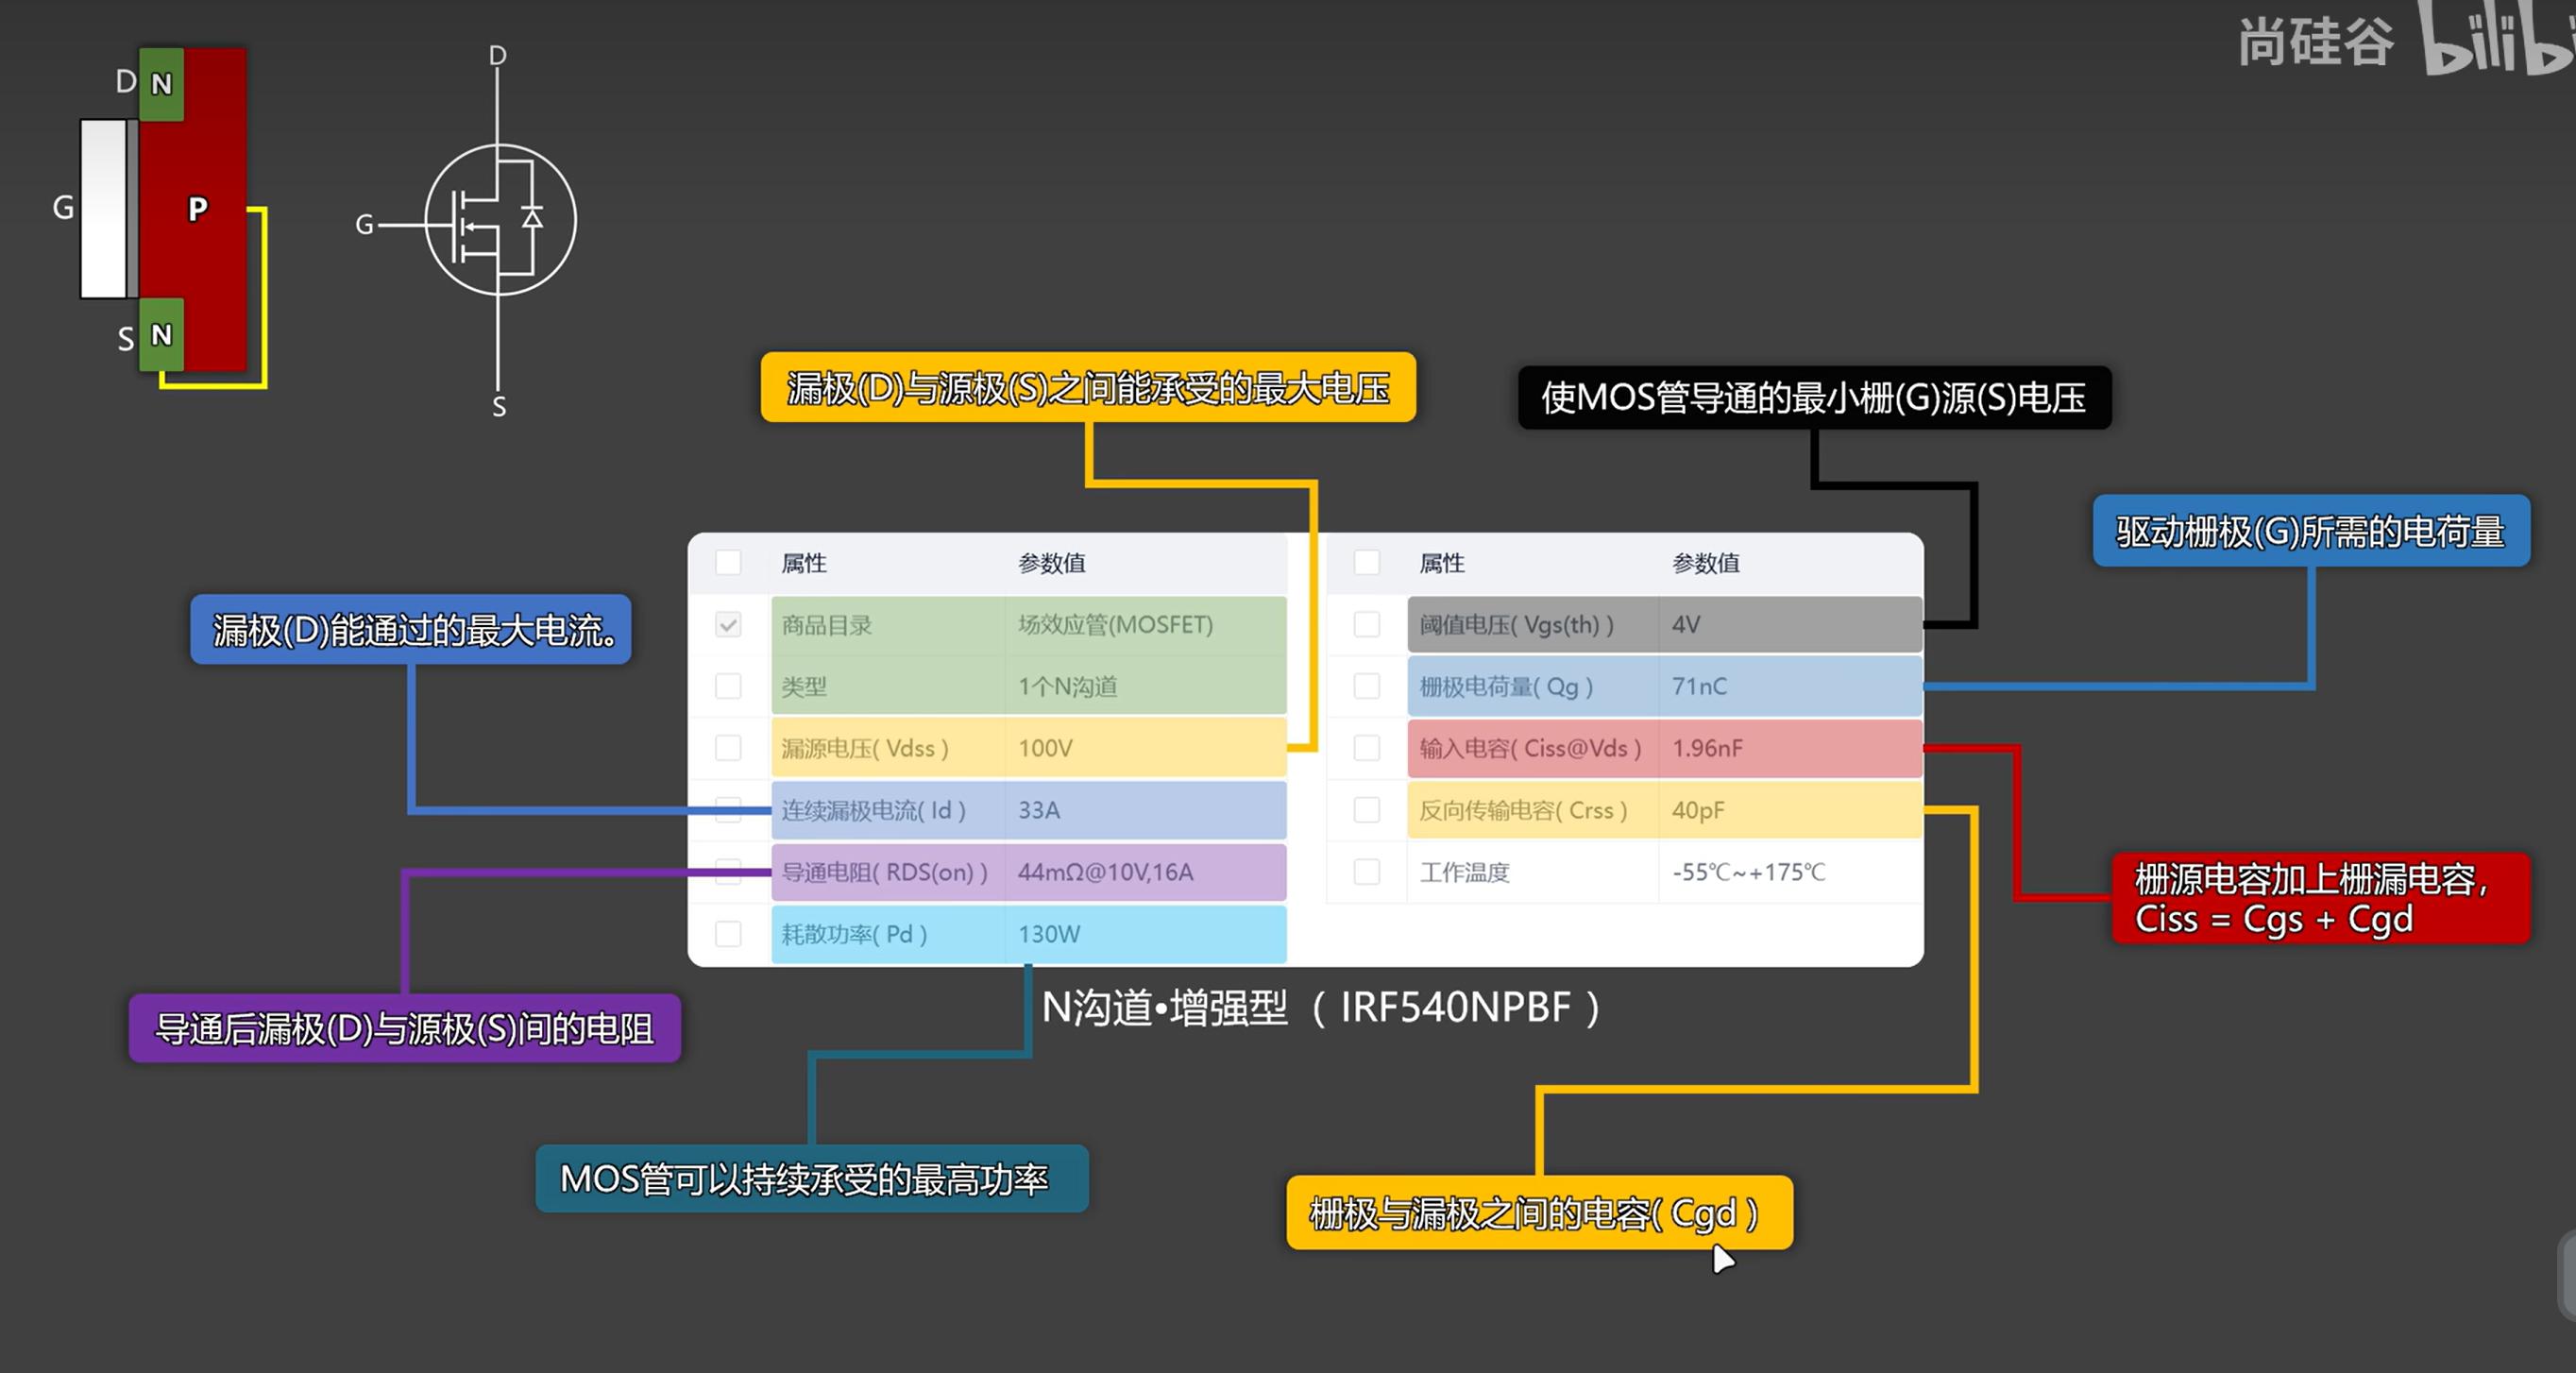 尚硅谷 bilibi
D
N
D
G
P
G
S
N
S
漏极(D)与源极(S)之间能承受的最大电压
使MOS管导通的最小栅(G)源(S)电压
驱动栅极(G)所需的电荷量
漏极(D)能通过的最大电流。
属性 参数值 属性 参数值
商品目录 场效应管(MOSFET) 阈值电压( Vgs(th) ) 4V
类型 1个N沟道 栅极电荷量( Qg ) 71nC
漏源电压( Vdss ) 100V 输入电容( Ciss@Vds ) 1.96nF
连续漏极电流( Id ) 33A 反向传输电容( Crss ) 40pF
导通电阻( RDS(on) ) 44mΩ@10V,16A 工作温度 -55℃~+175℃
耗散功率( Pd ) 130W
栅源电容加上栅漏电容，
Ciss = Cgs + Cgd
N沟道•增强型 （ IRF540NPBF ）
导通后漏极(D)与源极(S)间的电阻
MOS管可以持续承受的最高功率
栅极与漏极之间的电容( Cgd )